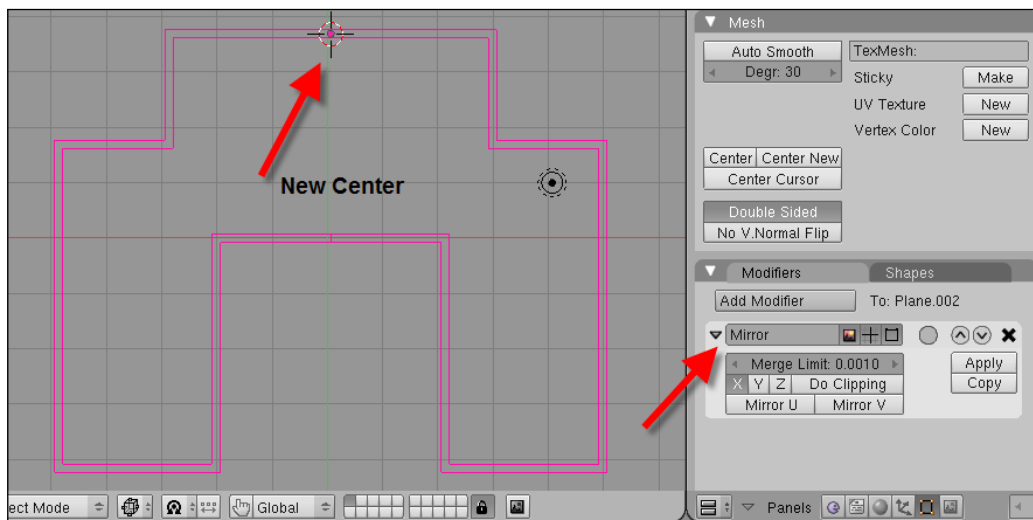 New Center
ect Mode
Global
Mesh
Auto Smooth
Degr: 30
TexMesh:
Sticky
Make
UV Texture
New
Vertex Color
New
Center
Center New
Center Cursor
Double Sided
No V.Normal Flip
Modifiers
Shapes
Add Modifier
To: Plane.002
Mirror
Merge Limit: 0.0010
X
Y
Z
Do Clipping
Mirror U
Mirror V
Apply
Copy
Panels